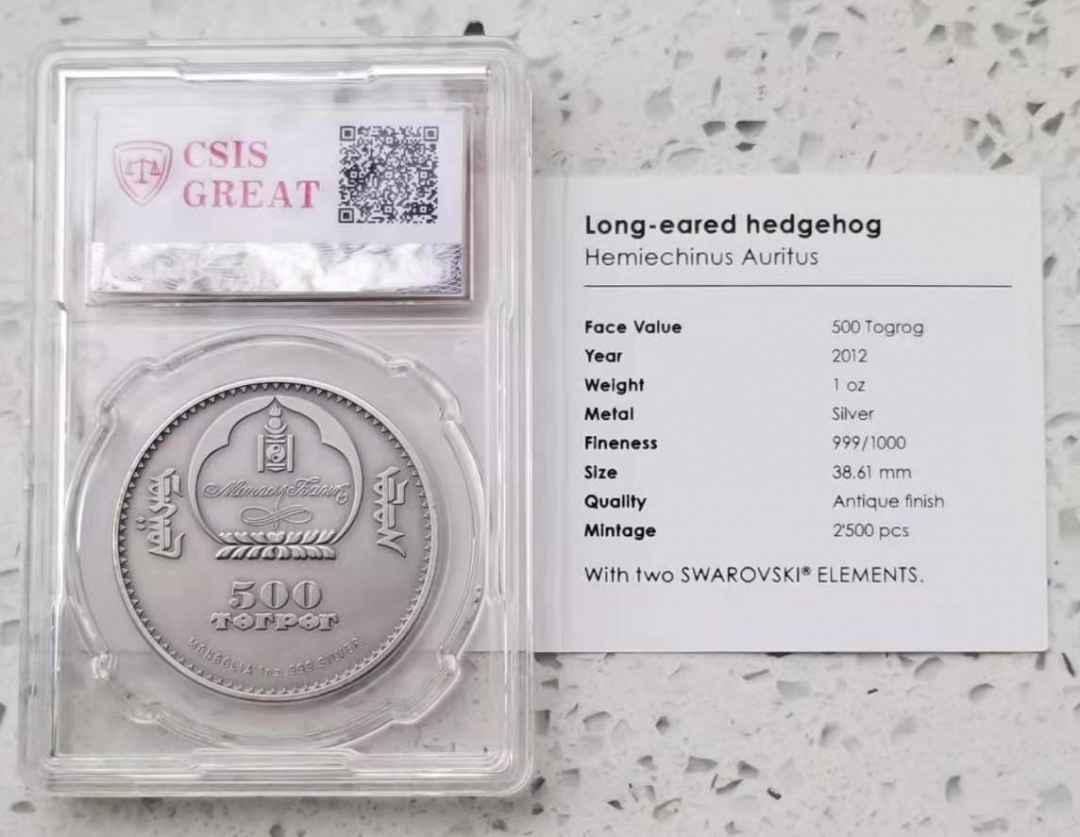 CSIS
GREAT
500
ТӨГРӨГ
MONGOLIA 1oz 999 SILVER
Long-eared hedgehog
Hemiechinus Auritus
Face Value 500 Togrog
Year 2012
Weight 1 oz
Metal Silver
Fineness 999/1000
Size 38.61 mm
Quality Antique finish
Mintage 2'500 pcs
With two SWAROVSKI® ELEMENTS.